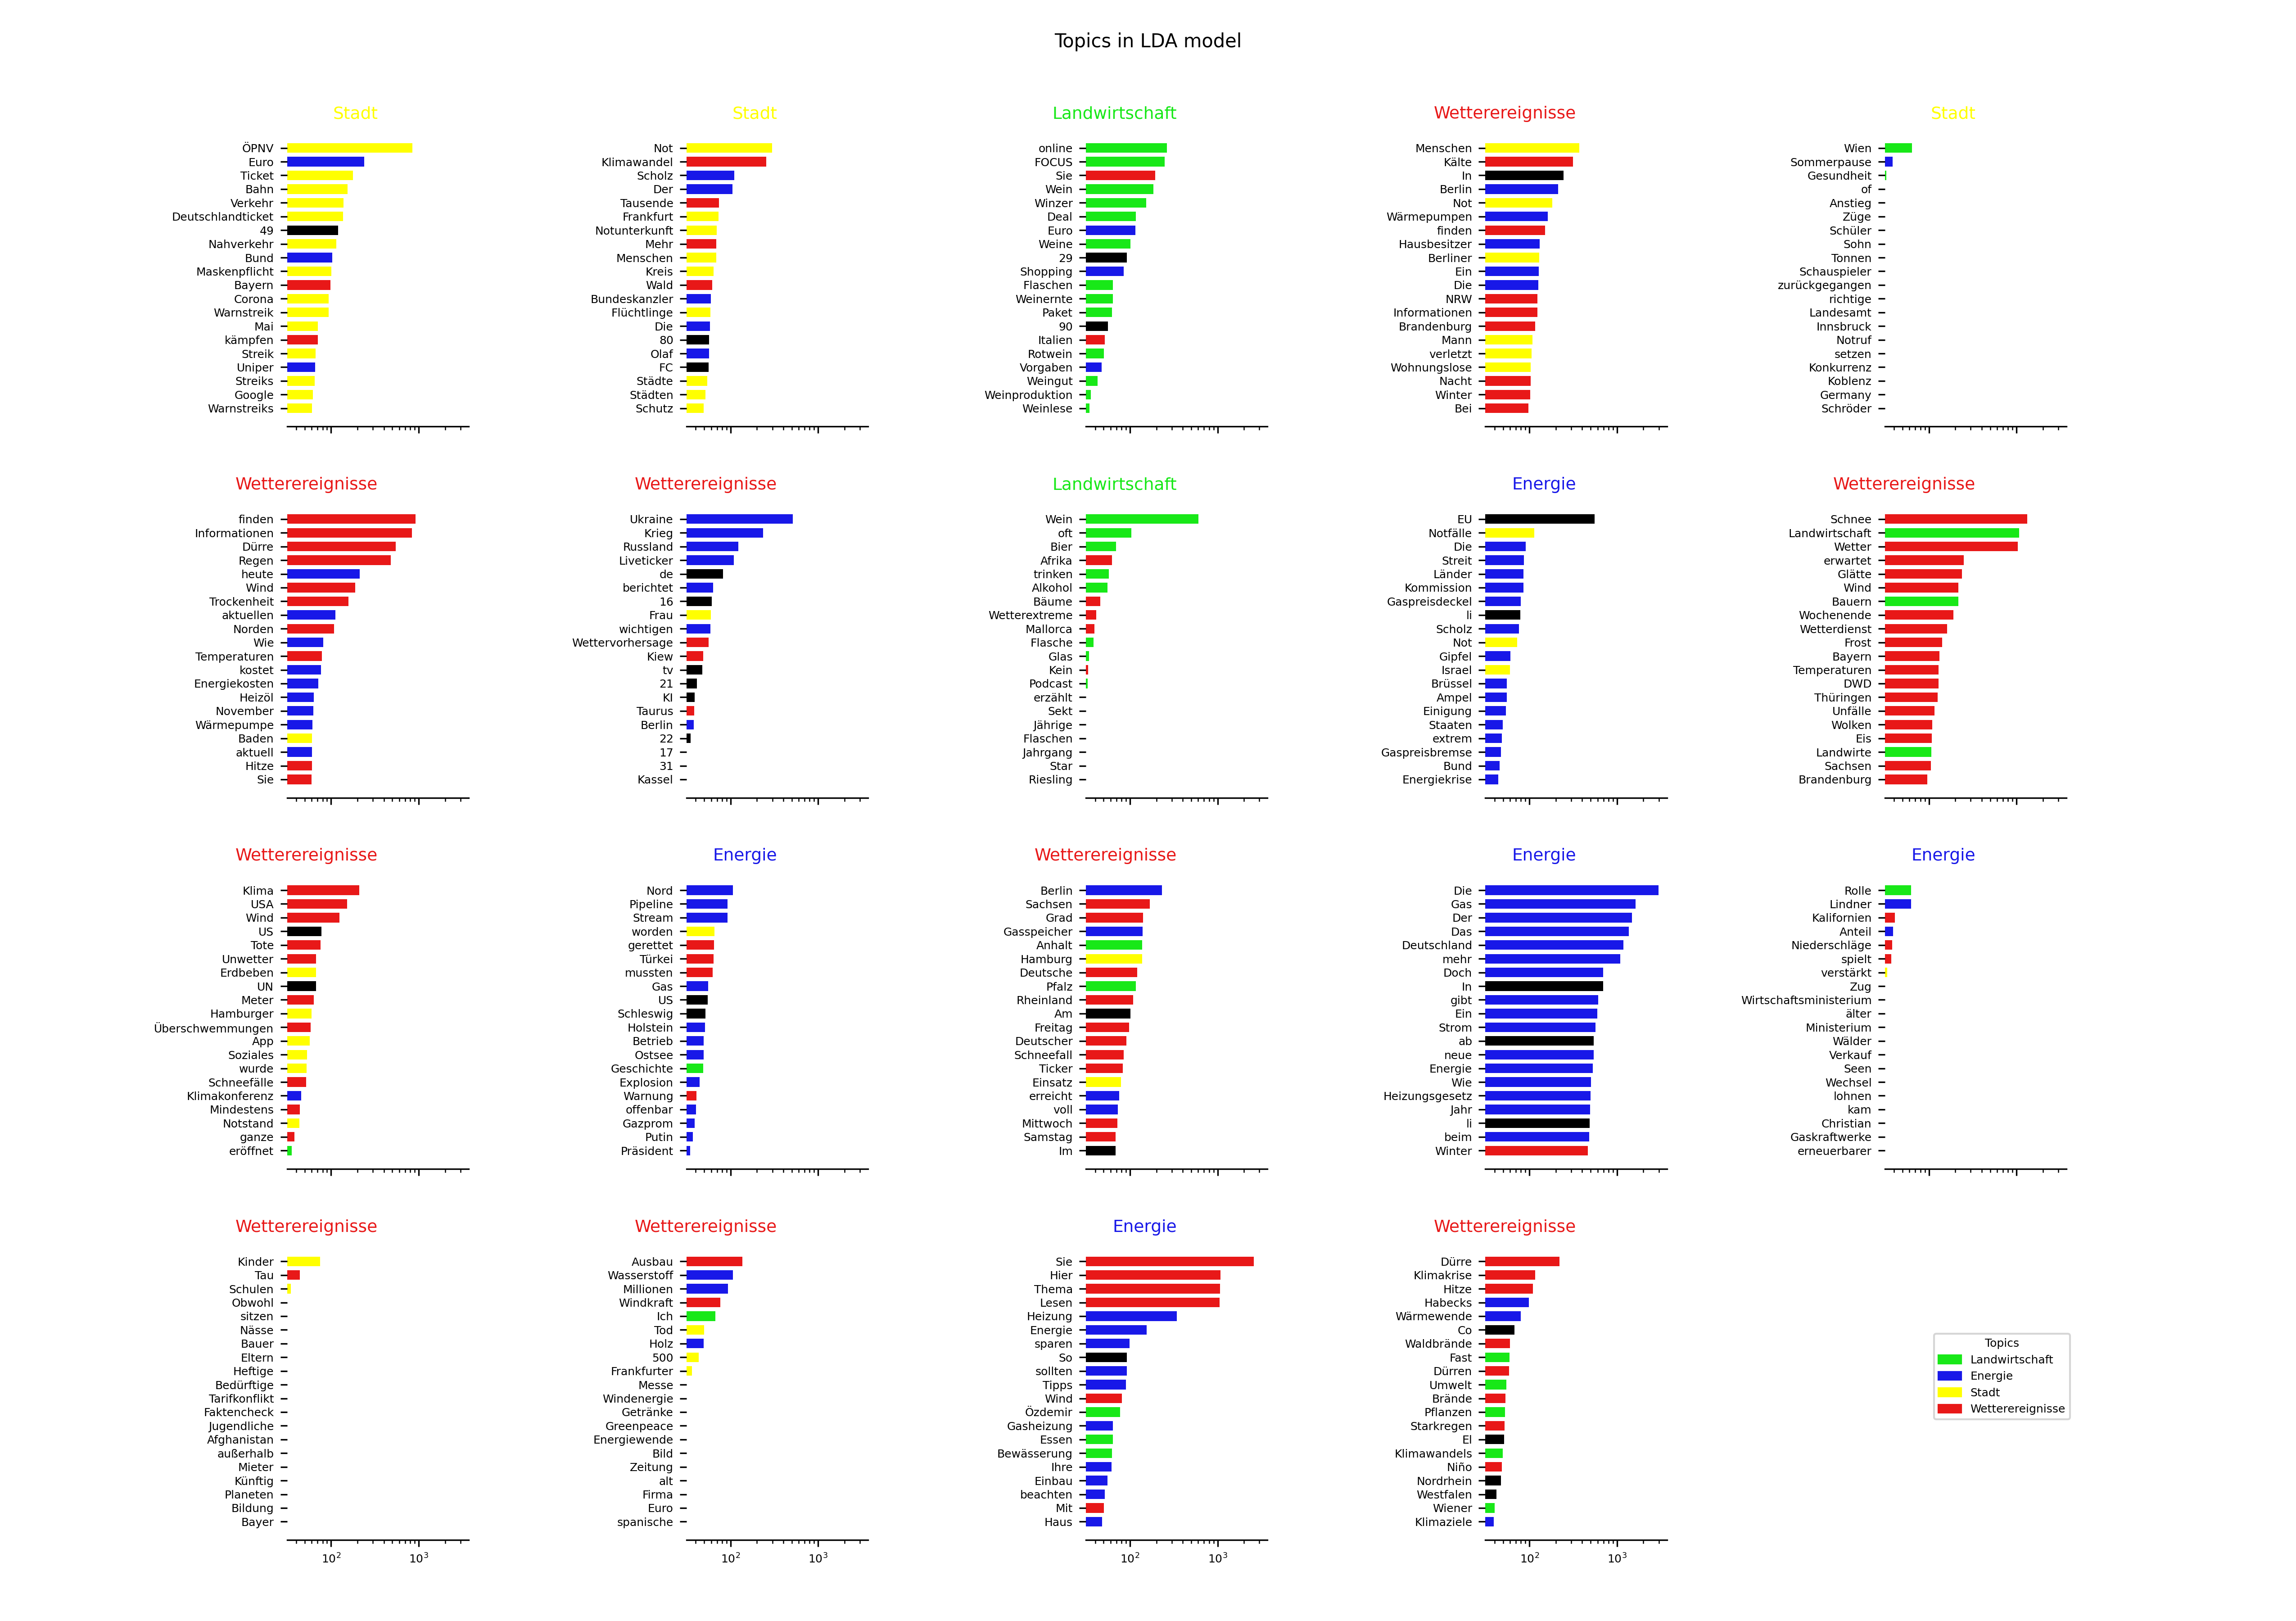 Topics in LDA model
Stadt
ÖPNV
Euro
Ticket
Bahn
Verkehr
Deutschlandticket
49
Nahverkehr
Bund
Maskenpflicht
Bayern
Corona
Warnstreik
Mai
kämpfen
Streik
Uniper
Streiks
Google
Warnstreiks
Stadt
Not
Klimawandel
Scholz
Der
Tausende
Frankfurt
Notunterkunft
Mehr
Menschen
Kreis
Wald
Bundeskanzler
Flüchtlinge
Die
80
Olaf
FC
Städte
Städten
Schutz
Landwirtschaft
online
FOCUS
Sie
Wein
Winzer
Deal
Euro
Weine
29
Shopping
Flaschen
Weinernte
Paket
90
Italien
Rotwein
Vorgaben
Weingut
Weinproduktion
Weinlese
Wetterereignisse
Menschen
Kälte
In
Berlin
Not
Wärmepumpen
finden
Hausbesitzer
Berliner
Ein
Die
NRW
Informationen
Brandenburg
Mann
verletzt
Wohnungslose
Nacht
Winter
Bei
Stadt
Wien
Sommerpause
Gesundheit
of
Anstieg
Züge
Schüler
Sohn
Tonnen
Schauspieler
zurückgegangen
richtige
Landesamt
Innsbruck
Notruf
setzen
Konkurrenz
Koblenz
Germany
Schröder
Wetterereignisse
finden
Informationen
Dürre
Regen
heute
Wind
Trockenheit
aktuellen
Norden
Wie
Temperaturen
kostet
Energiekosten
Heizöl
November
Wärmepumpe
Baden
aktuell
Hitze
Sie
Wetterereignisse
Ukraine
Krieg
Russland
Liveticker
de
berichtet
16
Frau
wichtigen
Wettervorhersage
Kiew
tv
21
KI
Taurus
Berlin
22
17
31
Kassel
Landwirtschaft
Wein
oft
Bier
Afrika
trinken
Alkohol
Bäume
Wetterextreme
Mallorca
Flasche
Glas
Kein
Podcast
erzählt
Sekt
Jährige
Flaschen
Jahrgang
Star
Riesling
Energie
EU
Notfälle
Die
Streit
Länder
Kommission
Gaspreisdeckel
li
Scholz
Not
Gipfel
Israel
Brüssel
Ampel
Einigung
Staaten
extrem
Gaspreisbremse
Bund
Energiekrise
Wetterereignisse
Schnee
Landwirtschaft
Wetter
erwartet
Glätte
Wind
Bauern
Wochenende
Wetterdienst
Frost
Bayern
Temperaturen
DWD
Thüringen
Unfälle
Wolken
Eis
Landwirte
Sachsen
Brandenburg
Wetterereignisse
Klima
USA
Wind
US
Tote
Unwetter
Erdbeben
UN
Meter
Hamburger
Überschwemmungen
App
Soziales
wurde
Schneefälle
Klimakonferenz
Mindestens
Notstand
ganze
eröffnet
Energie
Nord
Pipeline
Stream
worden
gerettet
Türkei
mussten
Gas
US
Schleswig
Holstein
Betrieb
Ostsee
Geschichte
Explosion
Warnung
offenbar
Gazprom
Putin
Präsident
Wetterereignisse
Berlin
Sachsen
Grad
Gasspeicher
Anhalt
Hamburg
Deutsche
Pfalz
Rheinland
Am
Freitag
Deutscher
Schneefall
Ticker
Einsatz
erreicht
voll
Mittwoch
Samstag
Im
Energie
Die
Gas
Der
Das
Deutschland
mehr
Doch
In
gibt
Ein
Strom
ab
neue
Energie
Wie
Heizungsgesetz
Jahr
li
beim
Winter
Energie
Rolle
Lindner
Kalifornien
Anteil
Niederschläge
spielt
verstärkt
Zug
Wirtschaftsministerium
älter
Ministerium
Wälder
Verkauf
Seen
Wechsel
lohnen
kam
Christian
Gaskraftwerke
erneuerbarer
Wetterereignisse
Kinder
Tau
Schulen
Obwohl
sitzen
Nässe
Bauer
Eltern
Heftige
Bedürftige
Tarifkonflikt
Faktencheck
Jugendliche
Afghanistan
außerhalb
Mieter
Künftig
Planeten
Bildung
Bayer
10² 10³
Wetterereignisse
Ausbau
Wasserstoff
Millionen
Windkraft
Ich
Tod
Holz
500
Frankfurter
Messe
Windenergie
Getränke
Greenpeace
Energiewende
Bild
Zeitung
alt
Firma
Euro
spanische
10² 10³
Energie
Sie
Hier
Thema
Lesen
Heizung
Energie
sparen
So
sollten
Tipps
Wind
Özdemir
Gasheizung
Essen
Bewässerung
Ihre
Einbau
beachten
Mit
Haus
10² 10³
Wetterereignisse
Dürre
Klimakrise
Hitze
Habecks
Wärmewende
Co
Waldbrände
Fast
Dürren
Umwelt
Brände
Pflanzen
Starkregen
El
Klimawandels
Niño
Nordrhein
Westfalen
Wiener
Klimaziele
10² 10³
Topics
Landwirtschaft
Energie
Stadt
Wetterereignisse